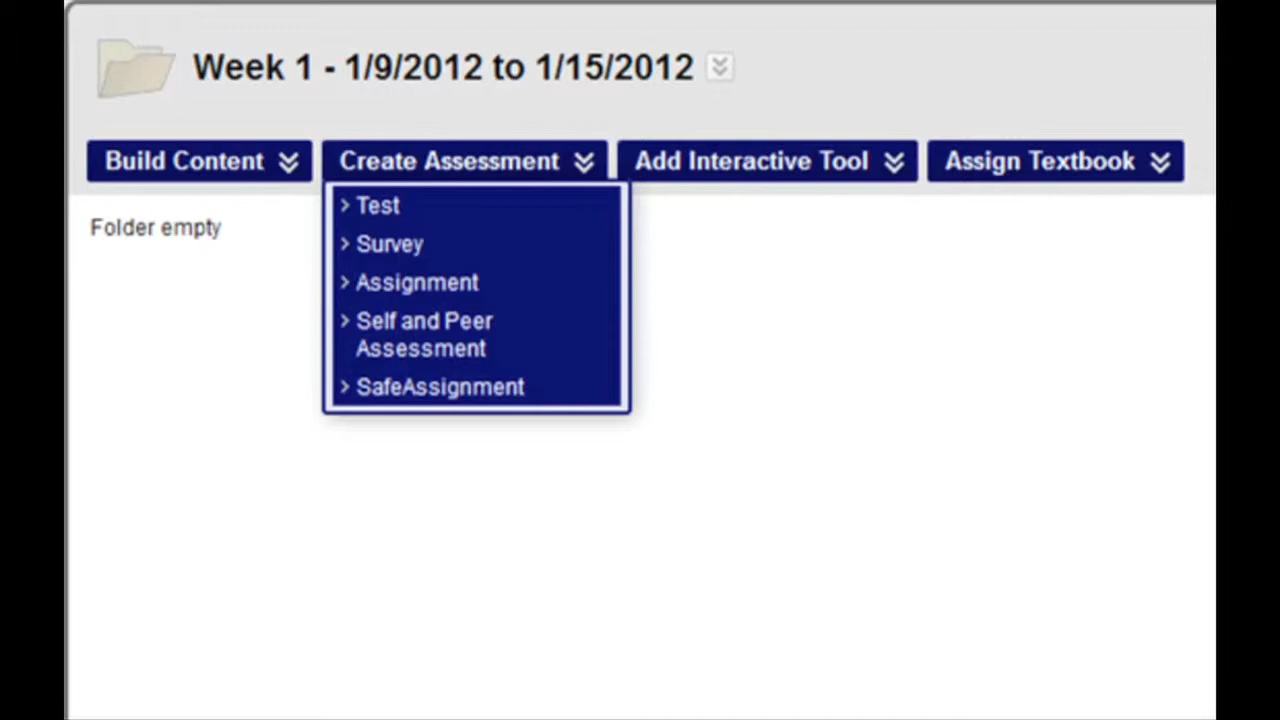 Week 1 - 1/9/2012 to 1/15/2012
Build Content
Create Assessment
Add Interactive Tool
Assign Textbook
Folder empty
> Test
> Survey
> Assignment
> Self and Peer
Assessment
> SafeAssignment